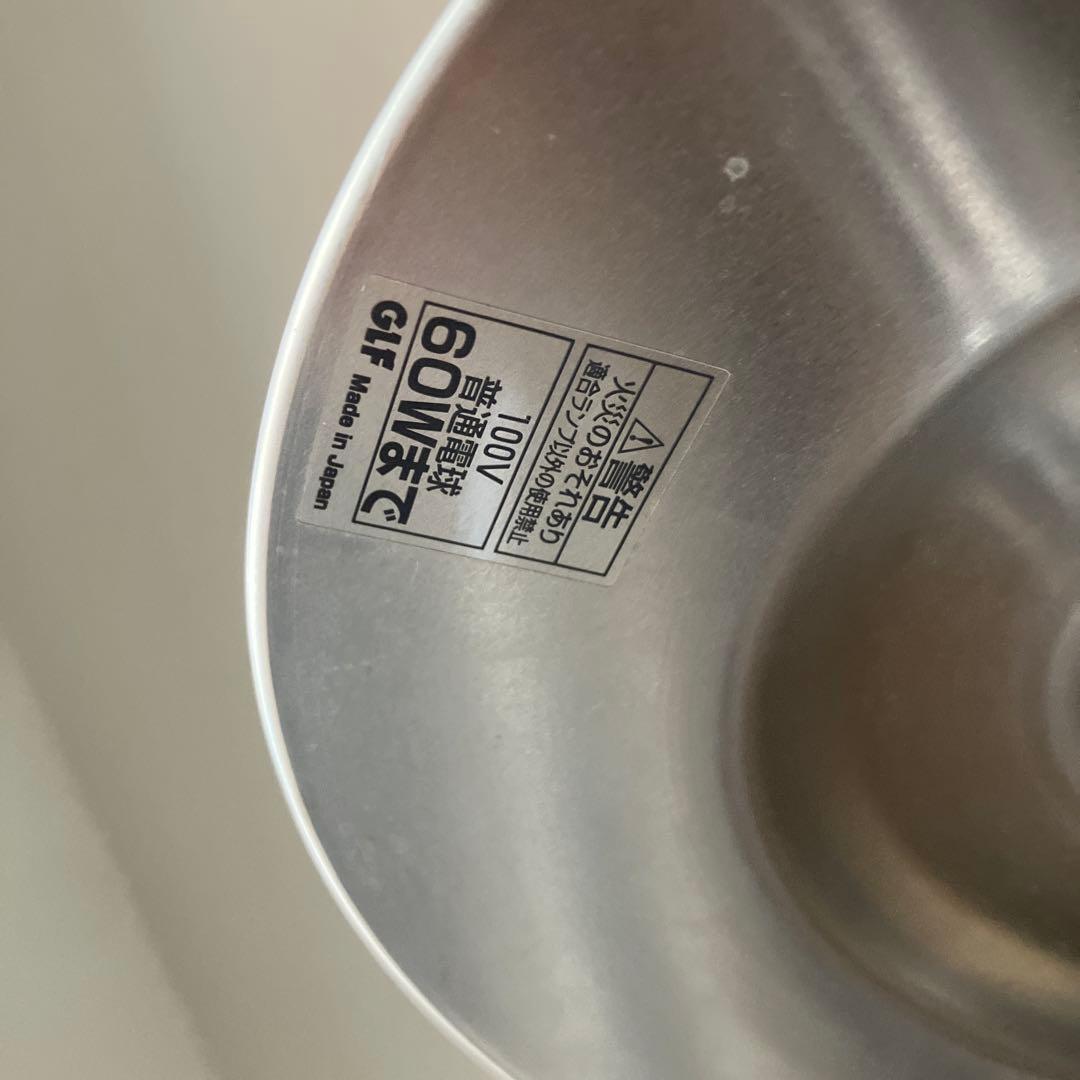 ⚠警告
火災のおそれあり
適合ランプ以外の使用禁止
100V
普通電球
60Wまで
GLF Made in Japan